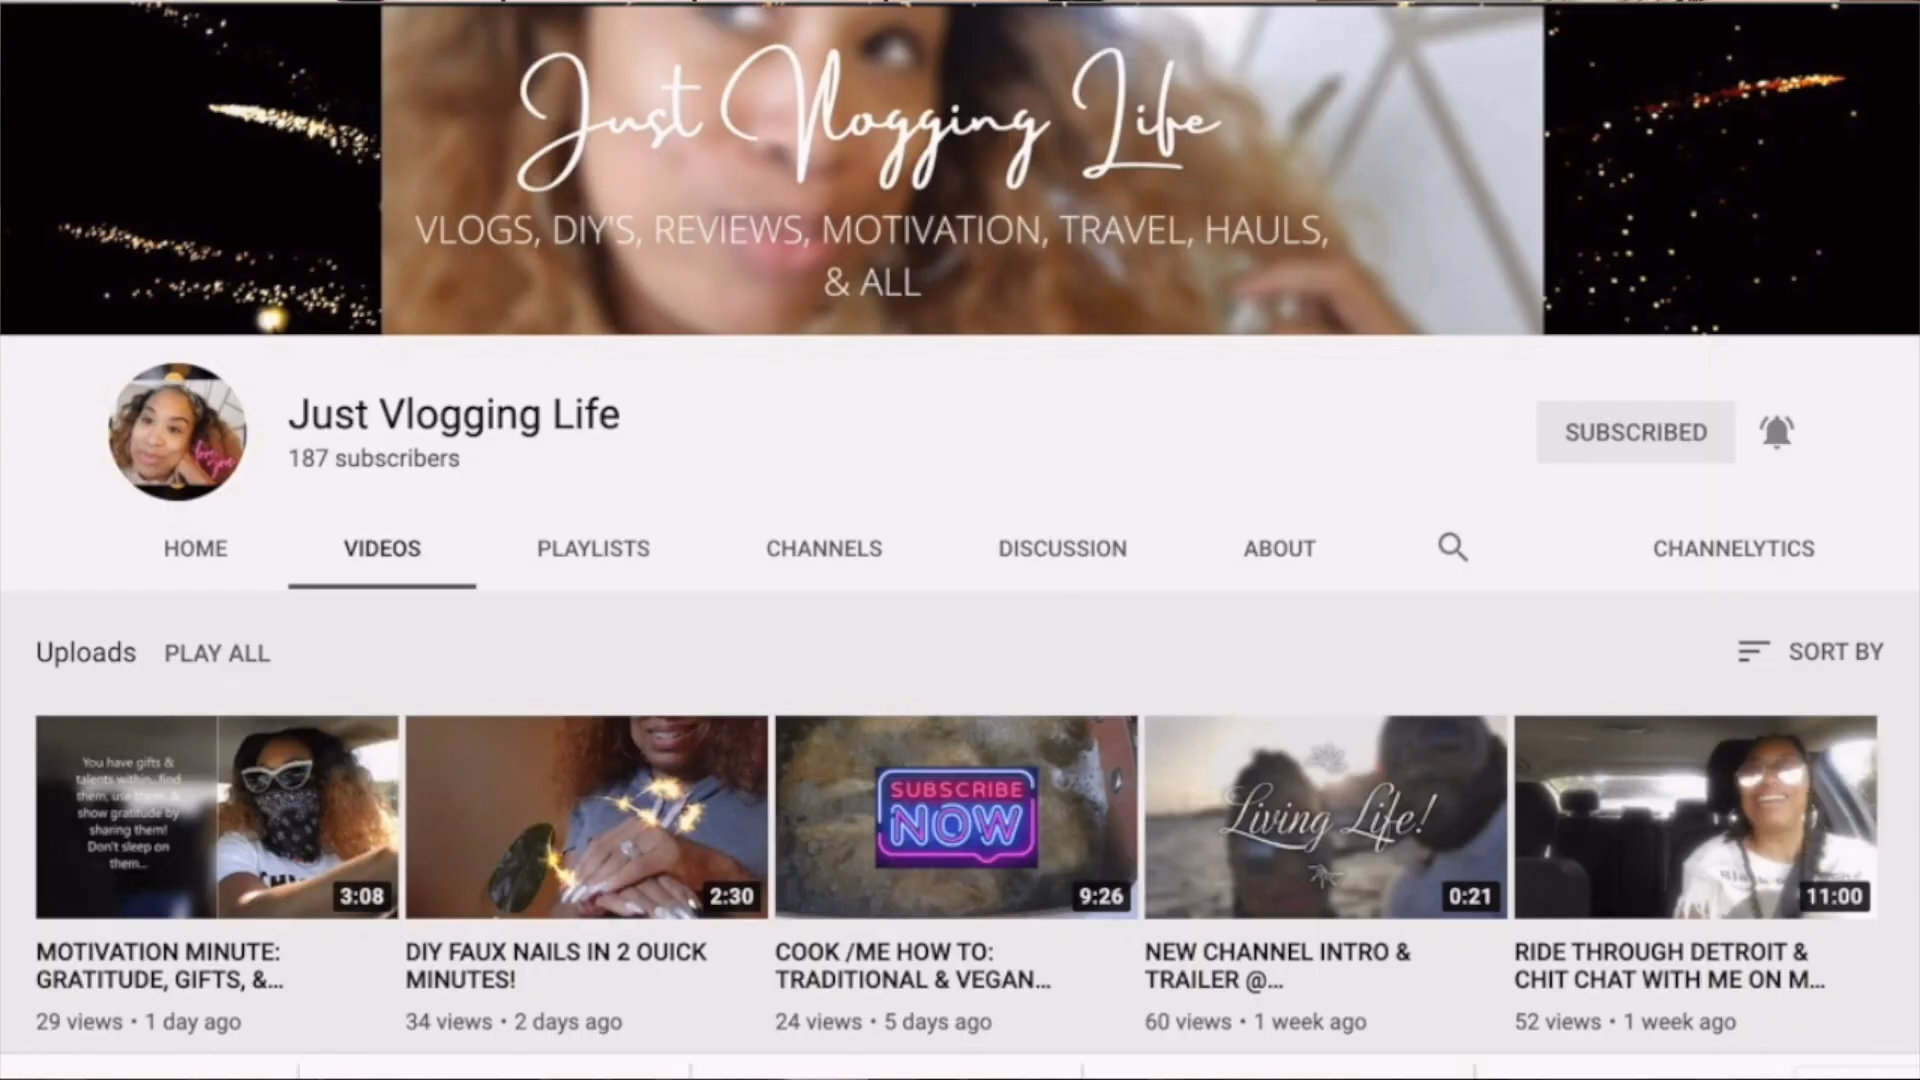 Just Vlogging Life
VLOGS, DIY'S, REVIEWS, MOTIVATION, TRAVEL, HAULS,
& ALL
love
you
Just Vlogging Life
187 subscribers
SUBSCRIBED
HOME
VIDEOS
PLAYLISTS
CHANNELS
DISCUSSION
ABOUT
CHANNELYTICS
Uploads
PLAY ALL
SORT BY
You have gifts &
talents within, find
them, use them &
show gratitude by
sharing them!
Don't sleep on
them...
3:08
2:30
SUBSCRIBE
NOW
9:26
Living Life!
0:21
11:00
MOTIVATION MINUTE:
GRATITUDE, GIFTS, &...
29 views • 1 day ago
DIY FAUX NAILS IN 2 QUICK
MINUTES!
34 views • 2 days ago
COOK /ME HOW TO:
TRADITIONAL & VEGAN...
24 views • 5 days ago
NEW CHANNEL INTRO &
TRAILER @...
60 views • 1 week ago
RIDE THROUGH DETROIT &
CHIT CHAT WITH ME ON M...
52 views • 1 week ago